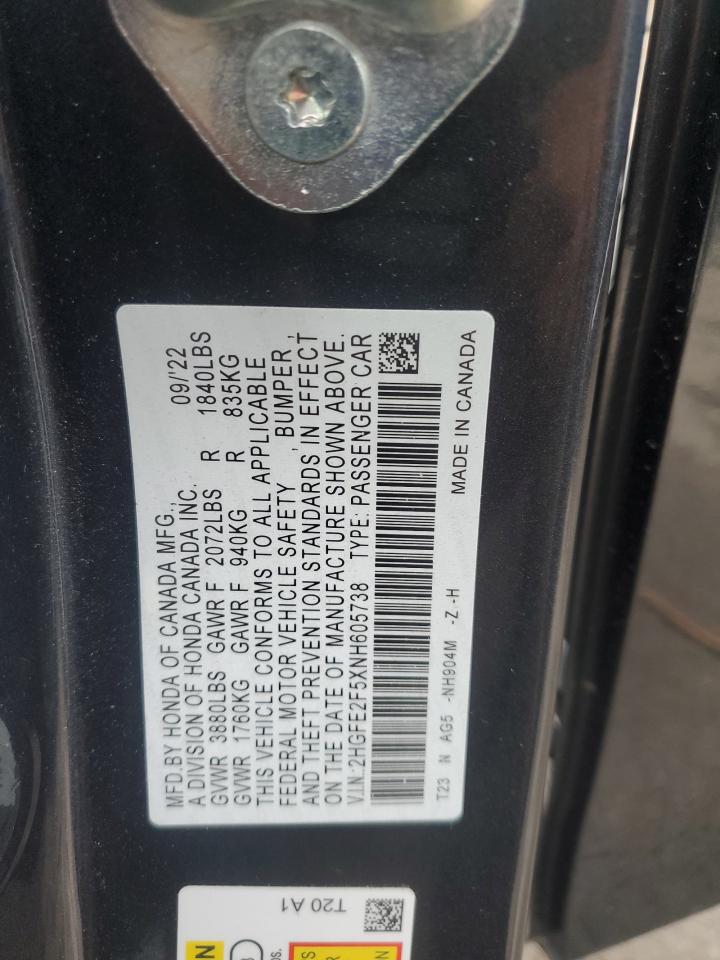 MFD.BY HONDA OF CANADA MFG., 09/'22
A DIVISION OF HONDA CANADA INC.
GVWR 3880LBS GAWR F 2072LBS R 1840LBS
GVWR 1760KG GAWR F 940KG R 835KG
THIS VEHICLE CONFORMS TO ALL APPLICABLE
FEDERAL MOTOR VEHICLE SAFETY , BUMPER ,
AND THEFT PREVENTION STANDARDS IN EFFECT
ON THE DATE OF MANUFACTURE SHOWN ABOVE.
V.I.N:2HGFE2F5XNH605738 TYPE: PASSENGER CAR
MADE IN CANADA
T23 N AG5 -NH904M -Z.-H
T20 A1